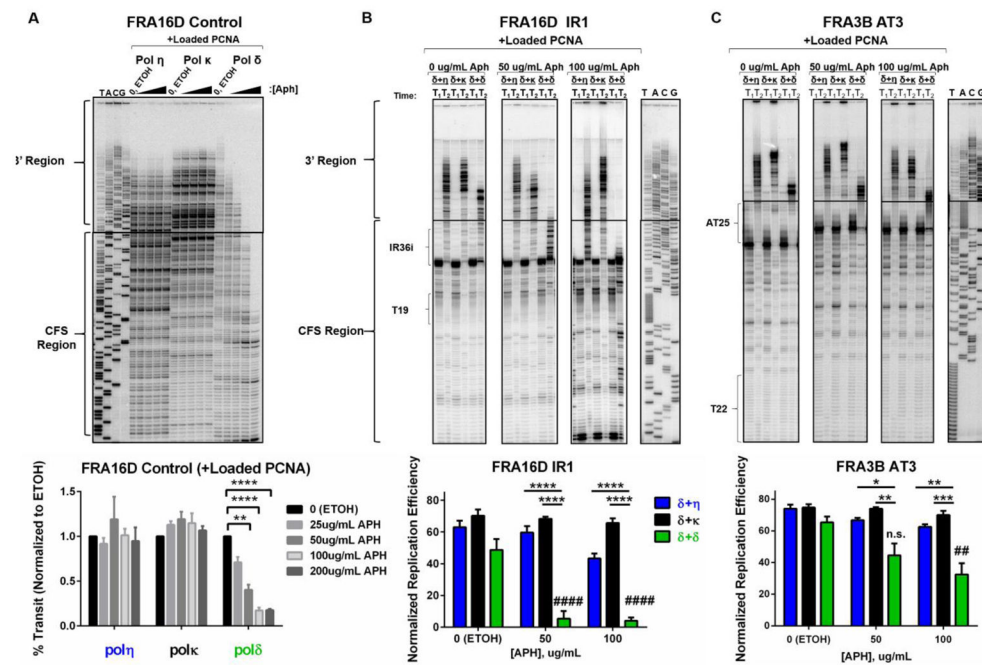 A
FRA16D Control
+Loaded PCNA
Pol η Pol κ Pol δ
0, ETOH 0, ETOH 0, ETOH
:[Aph]
TACG
3' Region
CFS
Region
B
FRA16D IR1
+Loaded PCNA
0 ug/mL Aph 50 ug/mL Aph 100 ug/mL Aph
δ+η δ+κ δ+δ δ+η δ+κ δ+δ δ+η δ+κ δ+δ
Time: T₁T₂T₁T₂T₁T₂ T₁T₂T₁T₂T₁T₂ T₁T₂T₁T₂T₁T₂ T A C G
3' Region
IR36i
T19
CFS Region
C
FRA3B AT3
+Loaded PCNA
0 ug/mL Aph 50 ug/mL Aph 100 ug/mL Aph
δ+η δ+κ δ+δ δ+η δ+κ δ+δ δ+η δ+κ δ+δ
T₁T₂T₁T₂T₁T₂ T₁T₂T₁T₂T₁T₂ T₁T₂T₁T₂T₁T₂ T A C G
AT25
T22
FRA16D Control (+Loaded PCNA)
% Transit (Normalized to ETOH)
1.5
1.0
0.5
0.0
****
****
**
0 (ETOH)
25ug/mL APH
50ug/mL APH
100ug/mL APH
200ug/mL APH
polη polκ polδ
FRA16D IR1
Normalized Replication Efficiency
100
80
60
40
20
0
**** ****
**** ****
#### ####
δ+η
δ+κ
δ+δ
0 (ETOH) 50 100
[APH], ug/mL
FRA3B AT3
Normalized Replication Efficiency
100
80
60
40
20
0
* **
** ***
n.s. ##
0 (ETOH) 50 100
[APH], ug/mL